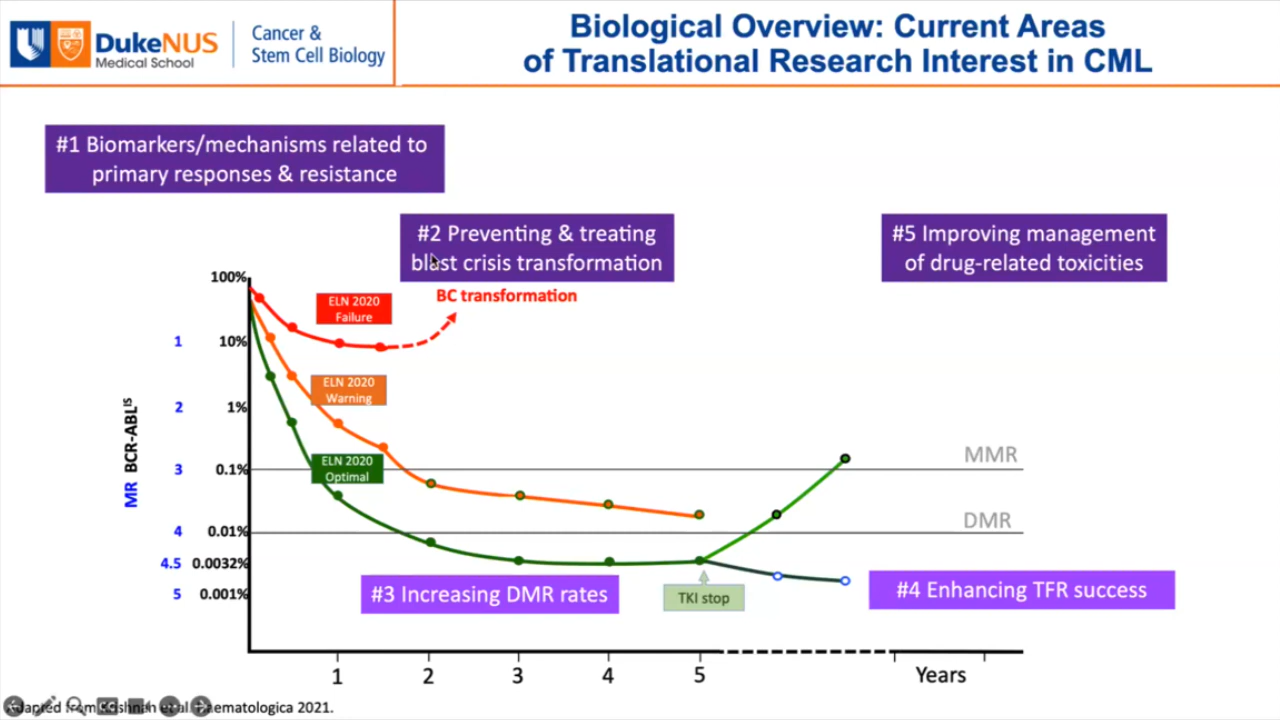 DukeNUS
Medical School
Cancer &
Stem Cell Biology
Biological Overview: Current Areas
of Translational Research Interest in CML
#1 Biomarkers/mechanisms related to
primary responses & resistance
#2 Preventing & treating
blast crisis transformation
#5 Improving management
of drug-related toxicities
BC transformation
ELN 2020
Failure
ELN 2020
Warning
ELN 2020
Optimal
MR BCR-ABLIS
100%
1 10%
2 1%
3 0.1%
4 0.01%
4.5 0.0032%
5 0.001%
MMR
DMR
#3 Increasing DMR rates
TKI stop
#4 Enhancing TFR success
1 2 3 4 5 Years
from et al. 2021.